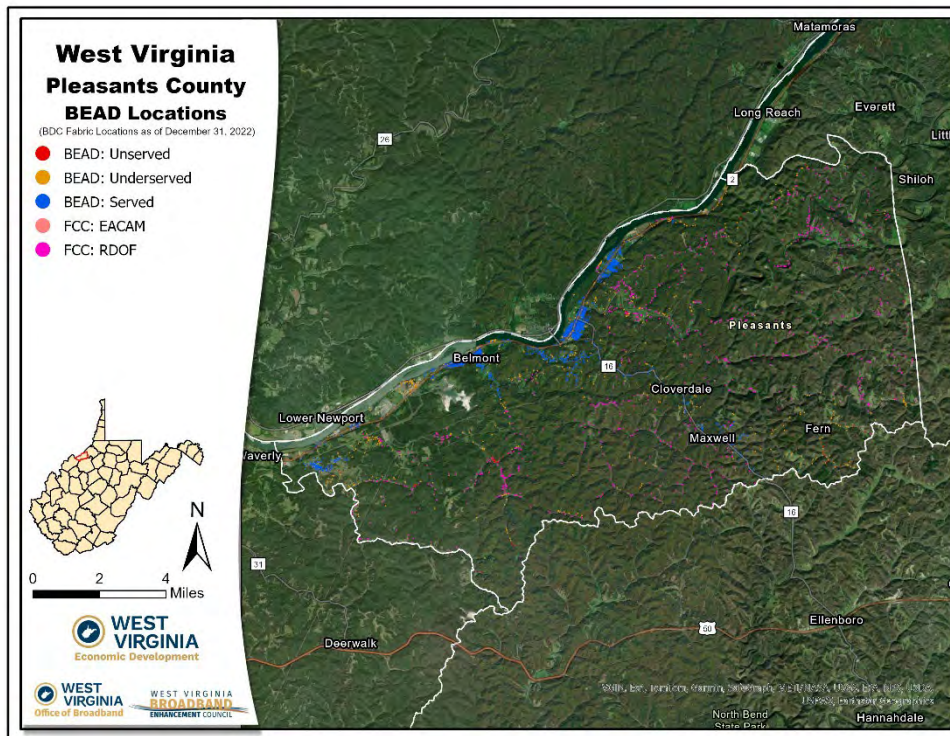 West Virginia
Pleasants County
BEAD Locations
(BDC Fabric Locations as of December 31, 2022)
BEAD: Unserved
BEAD: Underserved
BEAD: Served
FCC: EACAM
FCC: RDOF
N
0 2 4
Miles
WEST
VIRGINIA
Economic Development
WEST
VIRGINIA
Office of Broadband
WEST VIRGINIA
BROADBAND
ENHANCEMENT COUNCIL
Matamoras
Long Reach
Everett
26
2
Shiloh
Pleasants
Belmont
16
Cloverdale
Lower Newport
Maxwell
Fern
Waverly
16
31
Ellenboro
50
Deerwalk
North Bend
State Park
Hannahdale